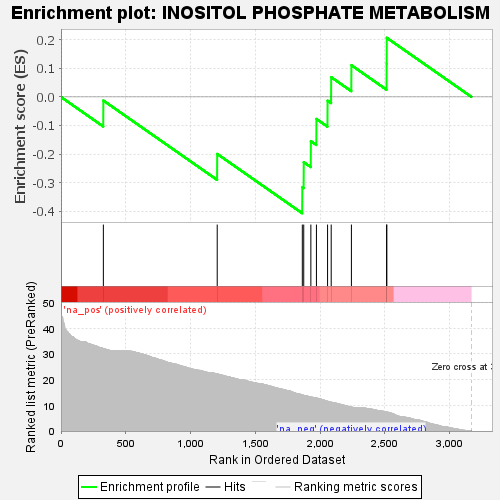 Enrichment plot: INOSITOL PHOSPHATE METABOLISM
Enrichment score (ES)
0.2
0.1
0.0
-0.1
-0.2
-0.3
-0.4
Ranked list metric (PreRanked)
50
40
30
20
10
0
'na_pos' (positively correlated)
Zero cross at 3
'na_neg' (negatively correlated)
0
500
1,000
1,500
2,000
2,500
3,000
Rank in Ordered Dataset
Enrichment profile
Hits
Ranking metric scores